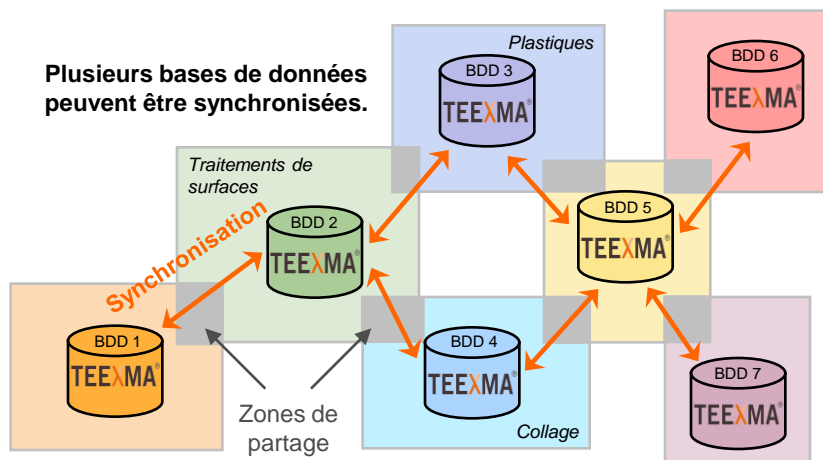 Plusieurs bases de données
peuvent être synchronisées.
Plastiques
BDD 3
TEEXMA®
BDD 6
TEEXMA®
Traitements de
surfaces
BDD 2
TEEXMA®
BDD 5
TEEXMA®
Synchronisation
BDD 1
TEEXMA®
BDD 4
TEEXMA®
BDD 7
TEEXMA®
Zones de
partage
Collage